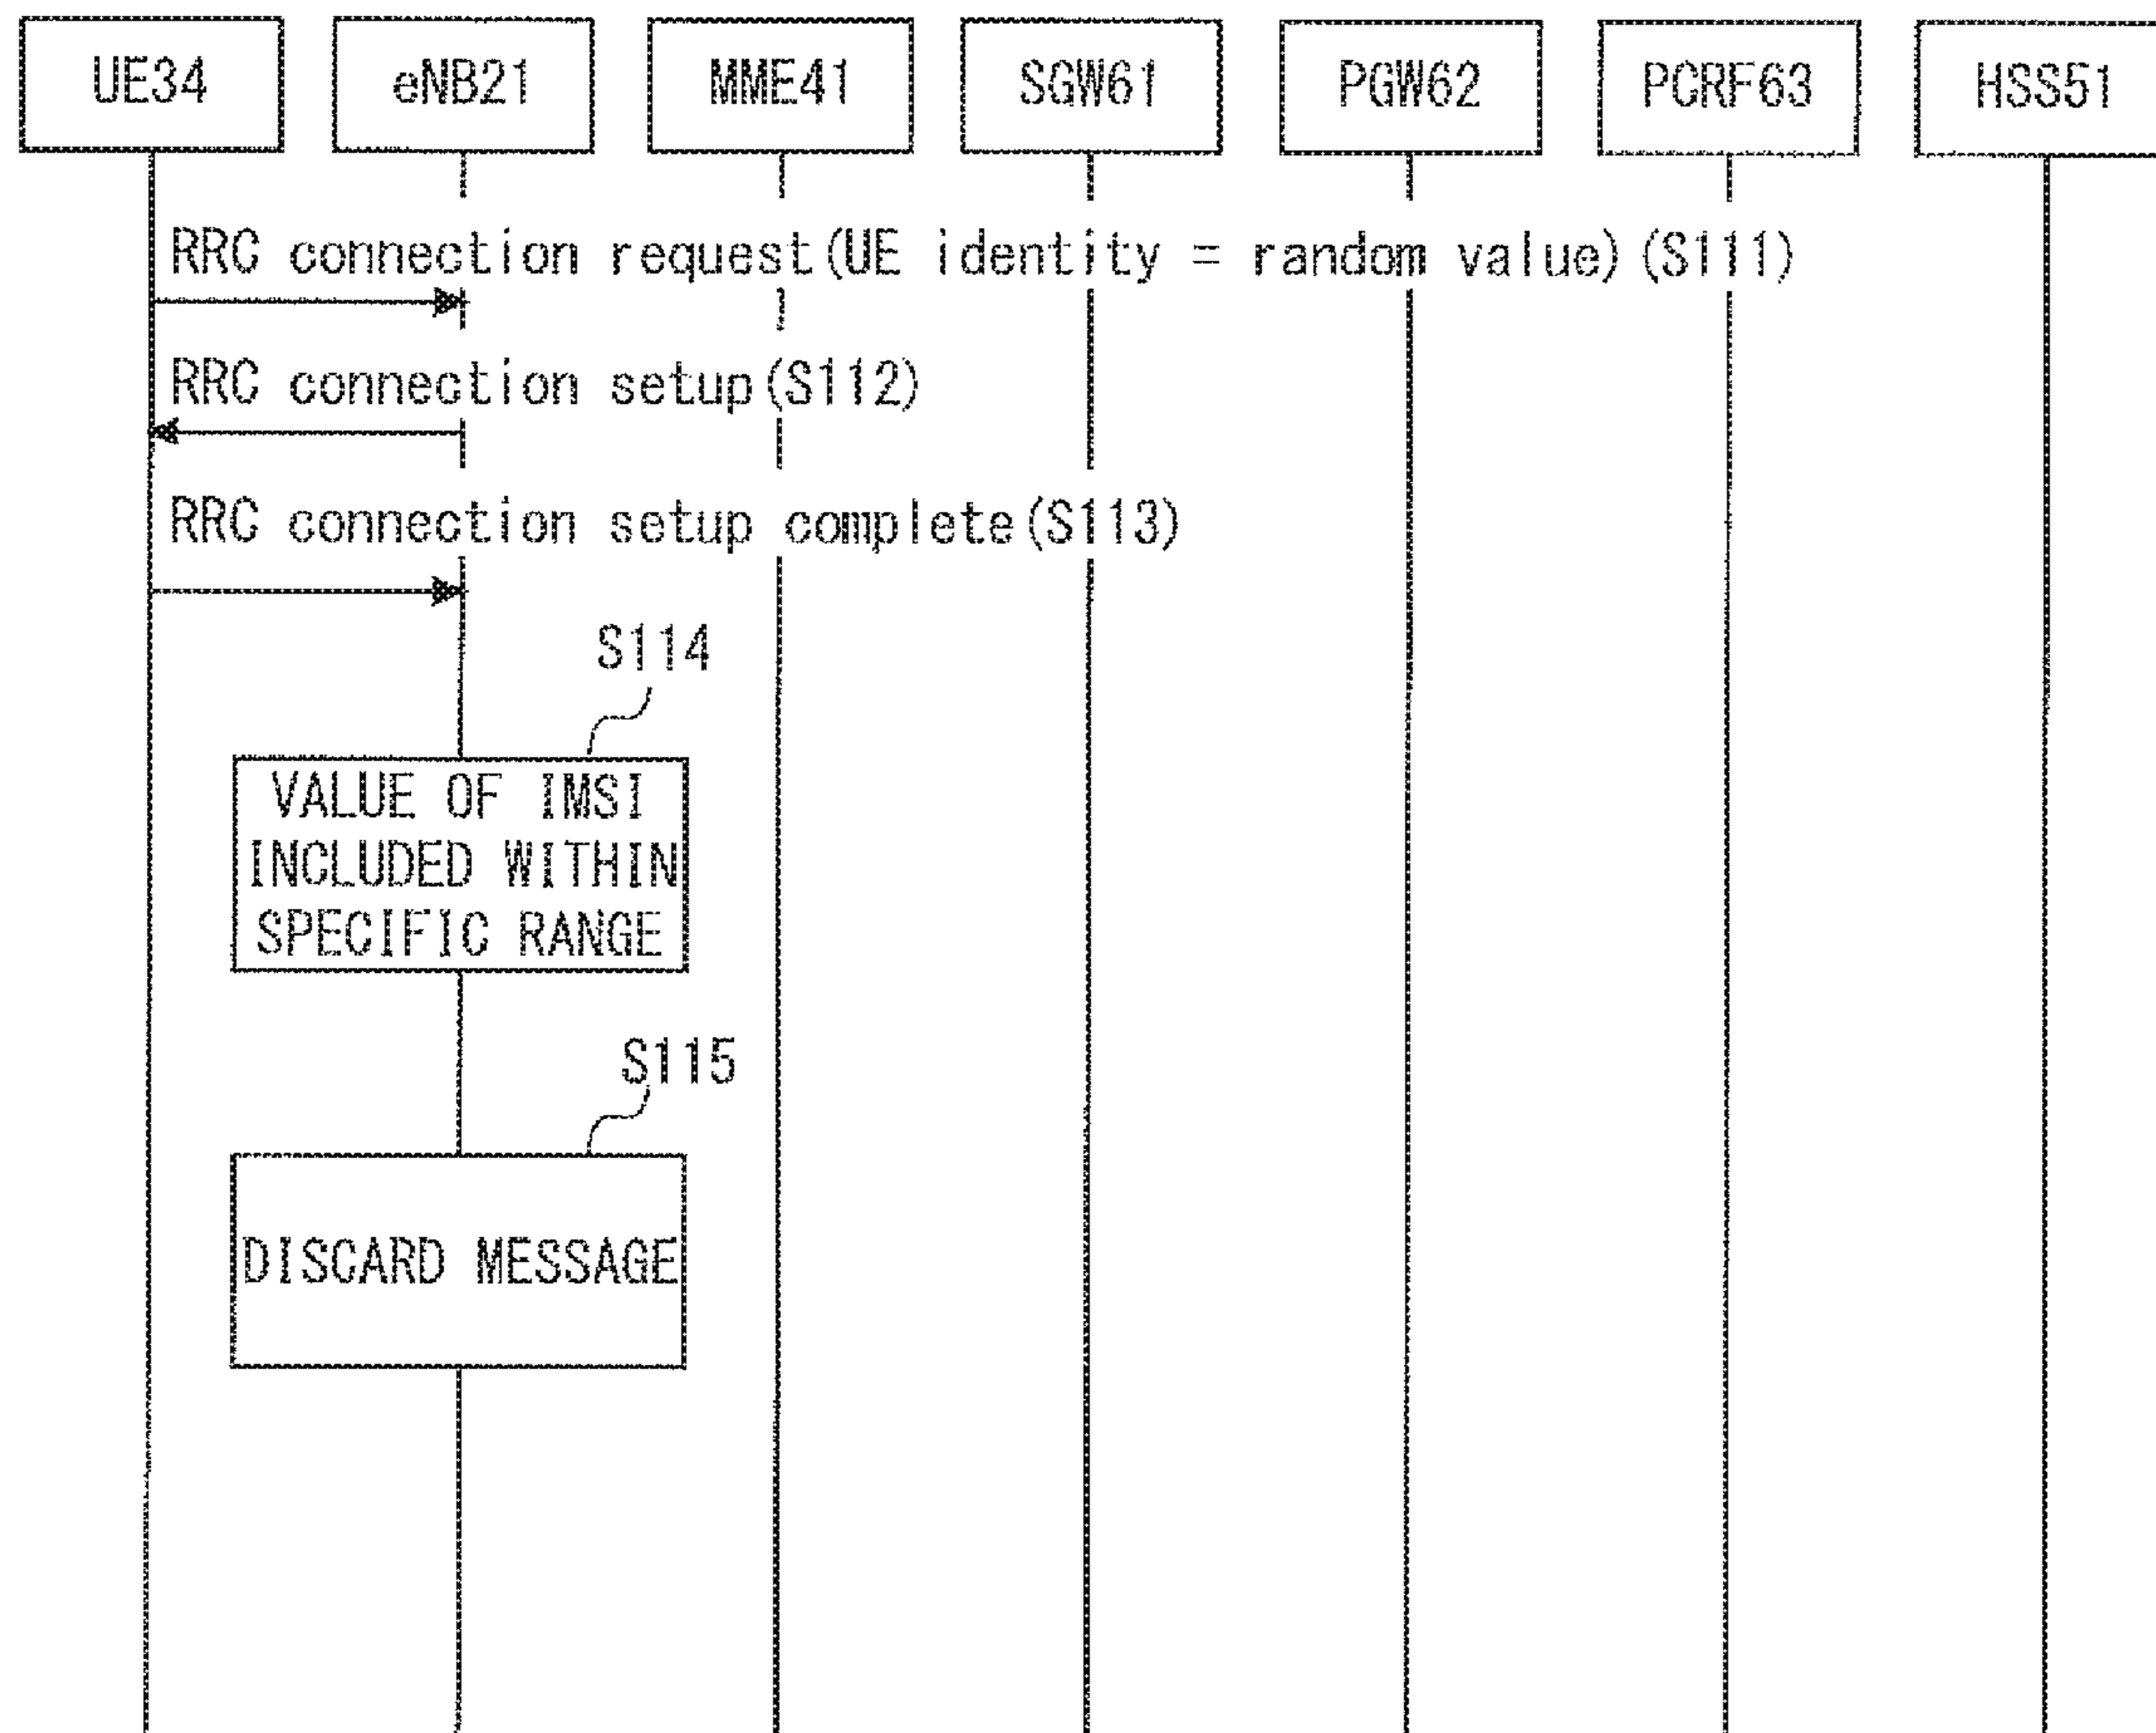 UE34 eNB21 MME41 SGW61 PGW62 PCRF63 HSS51
RRC connection request(UE identity = random value)(S111)
RRC connection setup(S112)
RRC connection setup complete(S113)
S114
VALUE OF IMSI
INCLUDED WITHIN
SPECIFIC RANGE
S115
DISCARD MESSAGE